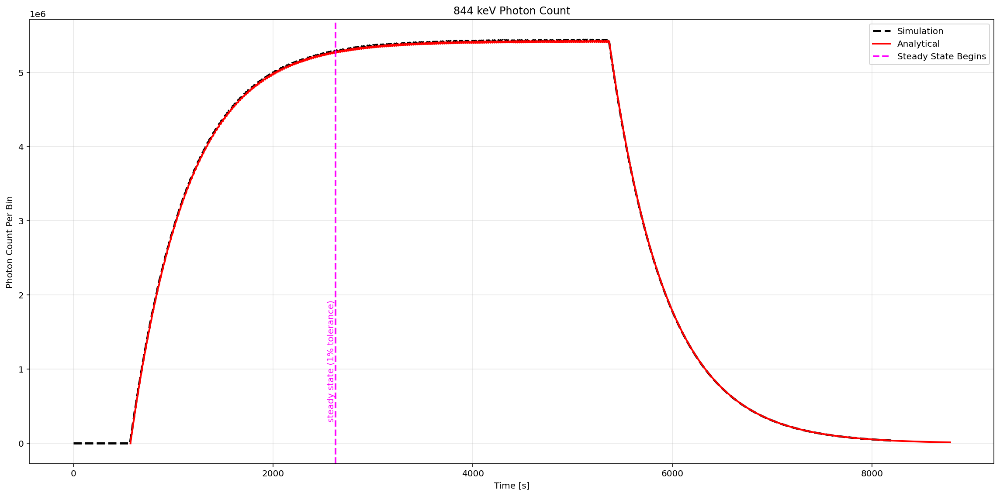 844 keV Photon Count
1e6
Simulation
Analytical
Steady State Begins
5
4
3
2
1
0
Photon Count Per Bin
steady state (1% tolerance)
0
2000
4000
6000
8000
Time [s]